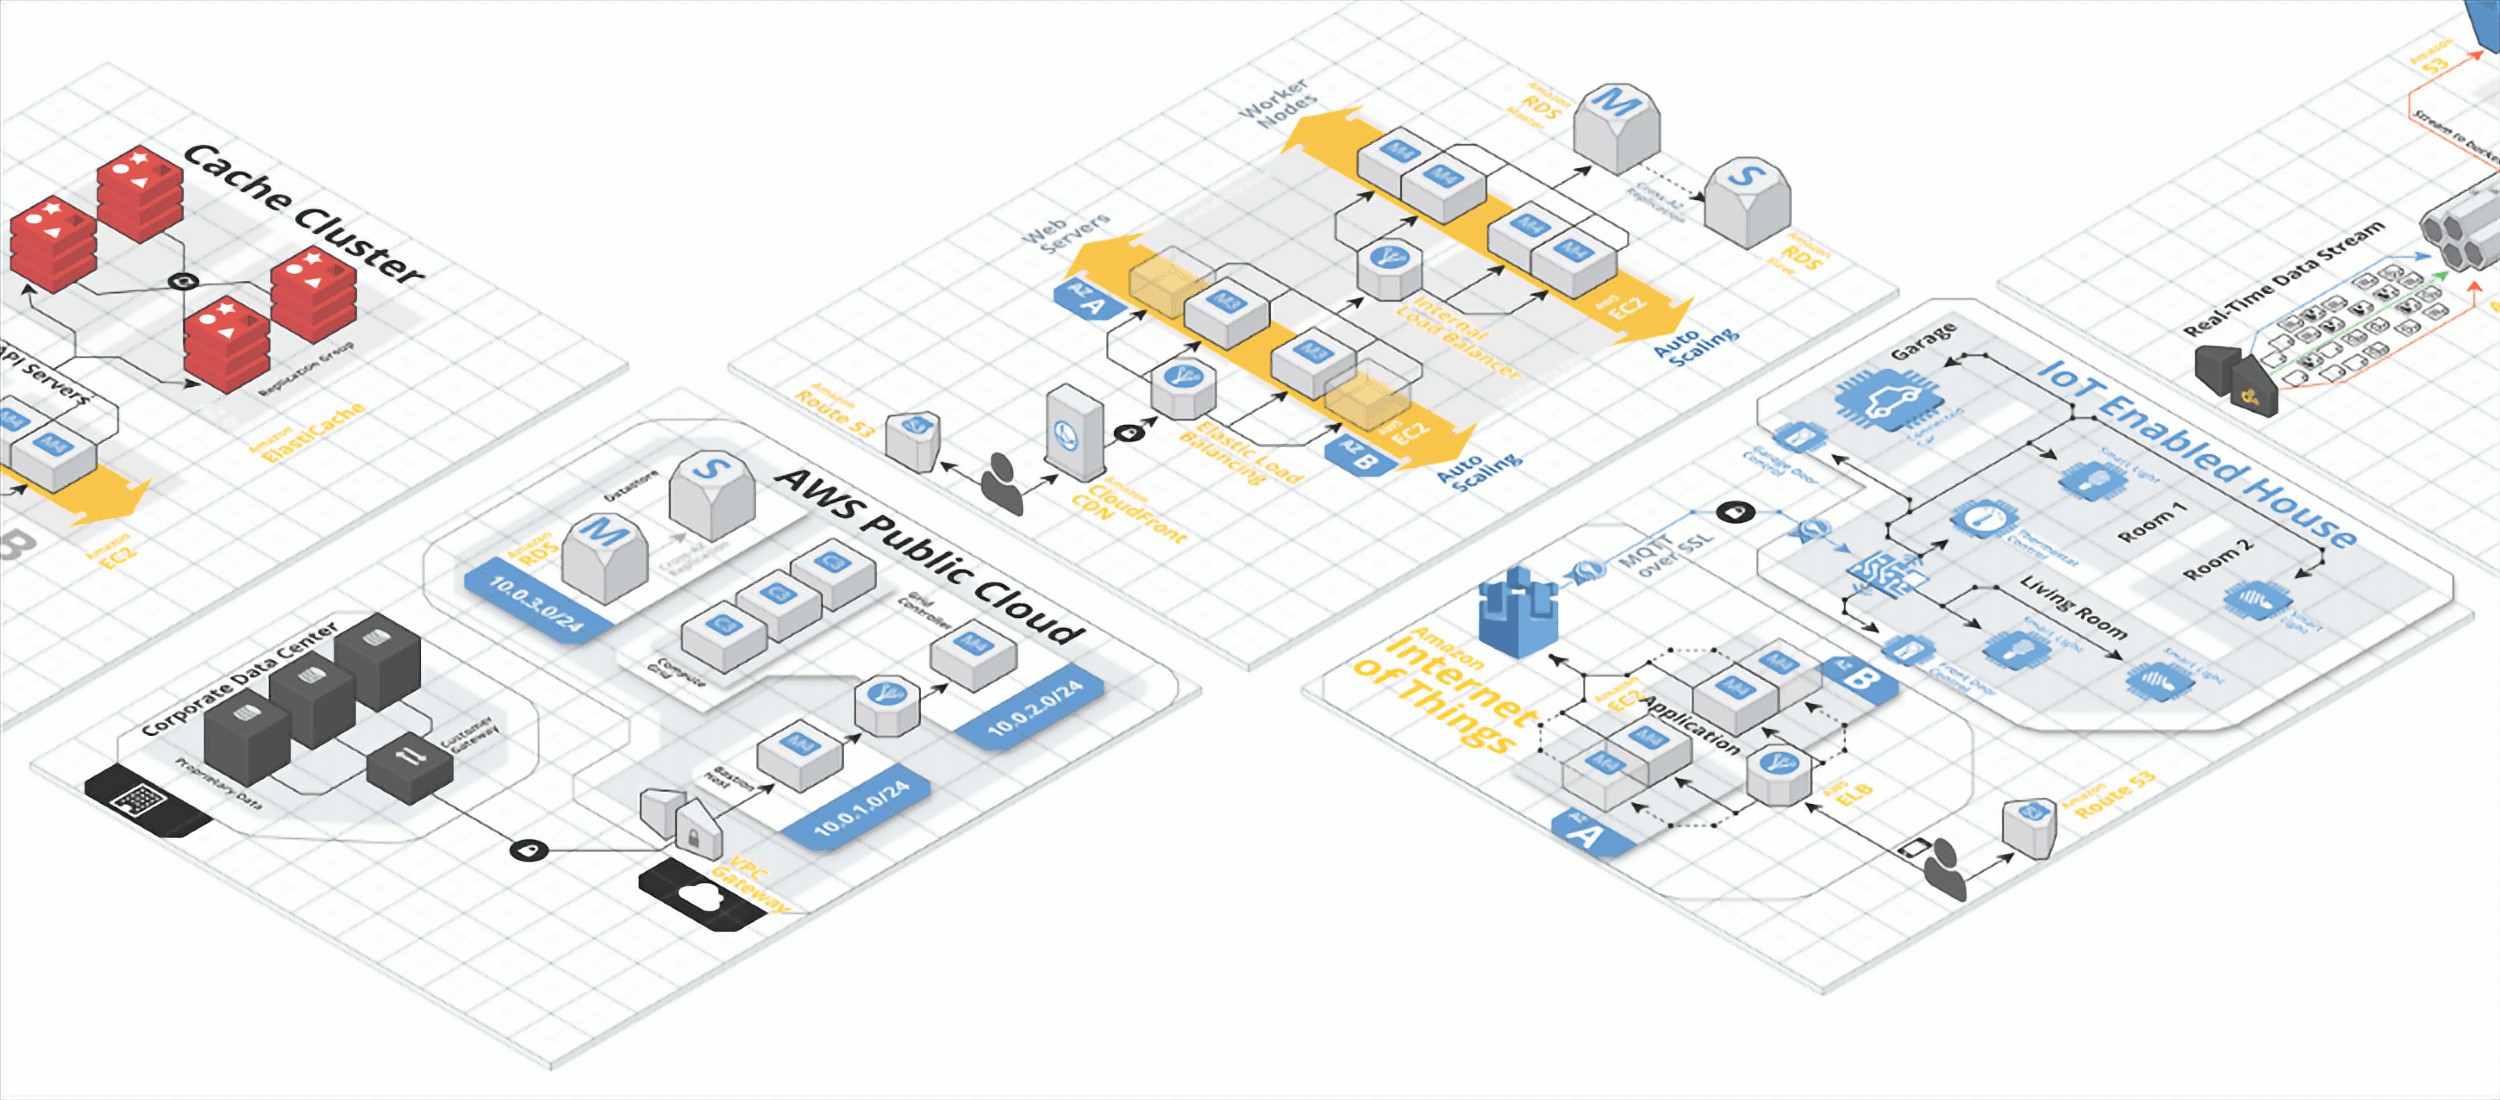 Cache Cluster
Replication Group
Amazon
ElastiCache
API Servers
M4
M4
Amazon
EC2
B
Worker
Nodes
Amazon
RDS
Master
M
S
Cross-AZ
Replication
Amazon
RDS
Slave
M4
M4
M4
M4
AWS
EC2
Auto
Scaling
Internal
Load Balancer
Web
Servers
AZ
A
M3
M3
AWS
EC2
AZ
B
Auto
Scaling
Elastic Load
Balancing
Amazon
Route 53
53
Amazon
CloudFront
CDN
AWS Public Cloud
Datastore
Amazon
RDS
M
S
Cross-AZ
Replication
10.0.3.0/24
C3
C3
C3
Compute
Grid
Grid
Controller
M4
10.0.2.0/24
Bastion
Host
M4
10.0.1.0/24
VPC
Gateway
Corporate Data Center
Proprietary Data
Customer
Gateway
IoT Enabled House
Garage
Connected
Car
Garage Door
Control
Smart Light
Room 1
Thermostat
Control
Room 2
Smart
Light
Living Room
Smart Light
Smart Light
Front Door
Control
MQTT
over SSL
Amazon
Internet
of Things
Amazon
EC2
Application
M4
M4
M4
M4
AZ
B
AZ
A
AWS
ELB
53
Amazon
Route 53
Real-Time Data Stream
Amazon
S3
Stream to bucket